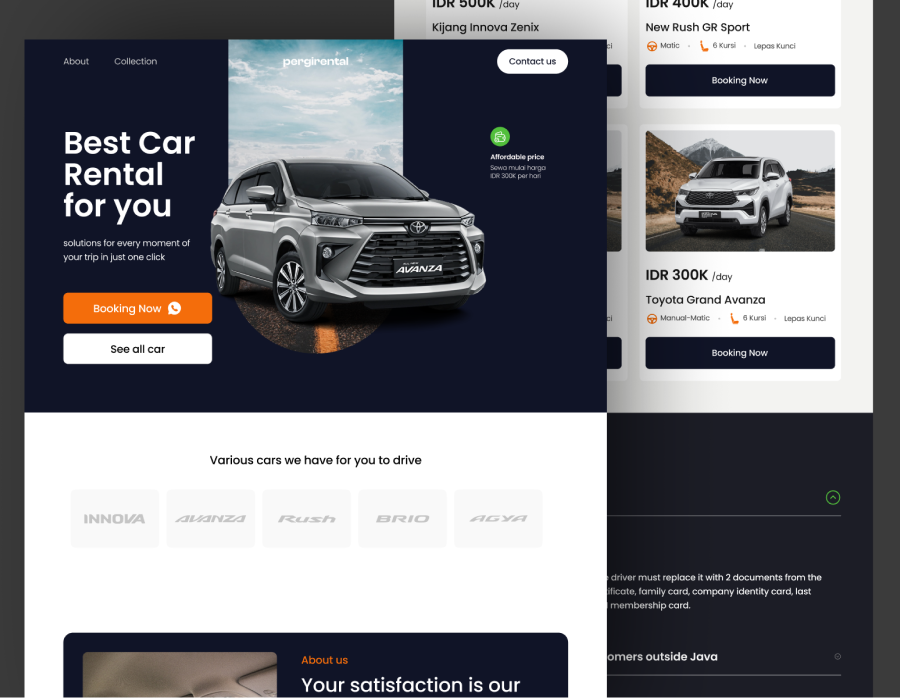 About
Collection
pergirental
Contact us
Best Car
Rental
for you
solutions for every moment of
your trip in just one click
Booking Now
See all car
Affordable price
Sewa mulai harga
IDR 300K per hari
ALL NEW
AVANZA
Various cars we have for you to drive
INNOVA
AVANZA
Rush
BRIO
AGYA
About us
Your satisfaction is our
IDR 500K /day
Kijang Innova Zenix
IDR 400K /day
New Rush GR Sport
Matic
6 Kursi
Lepas Kunci
Booking Now
IDR 300K /day
Toyota Grand Avanza
Manual-Matic
6 Kursi
Lepas Kunci
Booking Now
driver must replace it with 2 documents from the
family card, company identity card, last
membership card.
outside Java